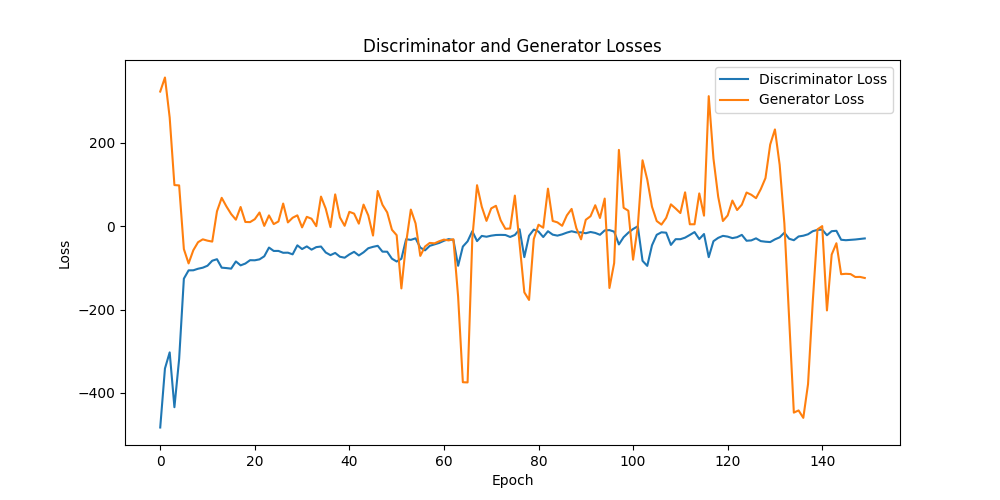 Discriminator and Generator Losses
Discriminator Loss
Generator Loss
200
0
−200
−400
Loss
0 20 40 60 80 100 120 140
Epoch